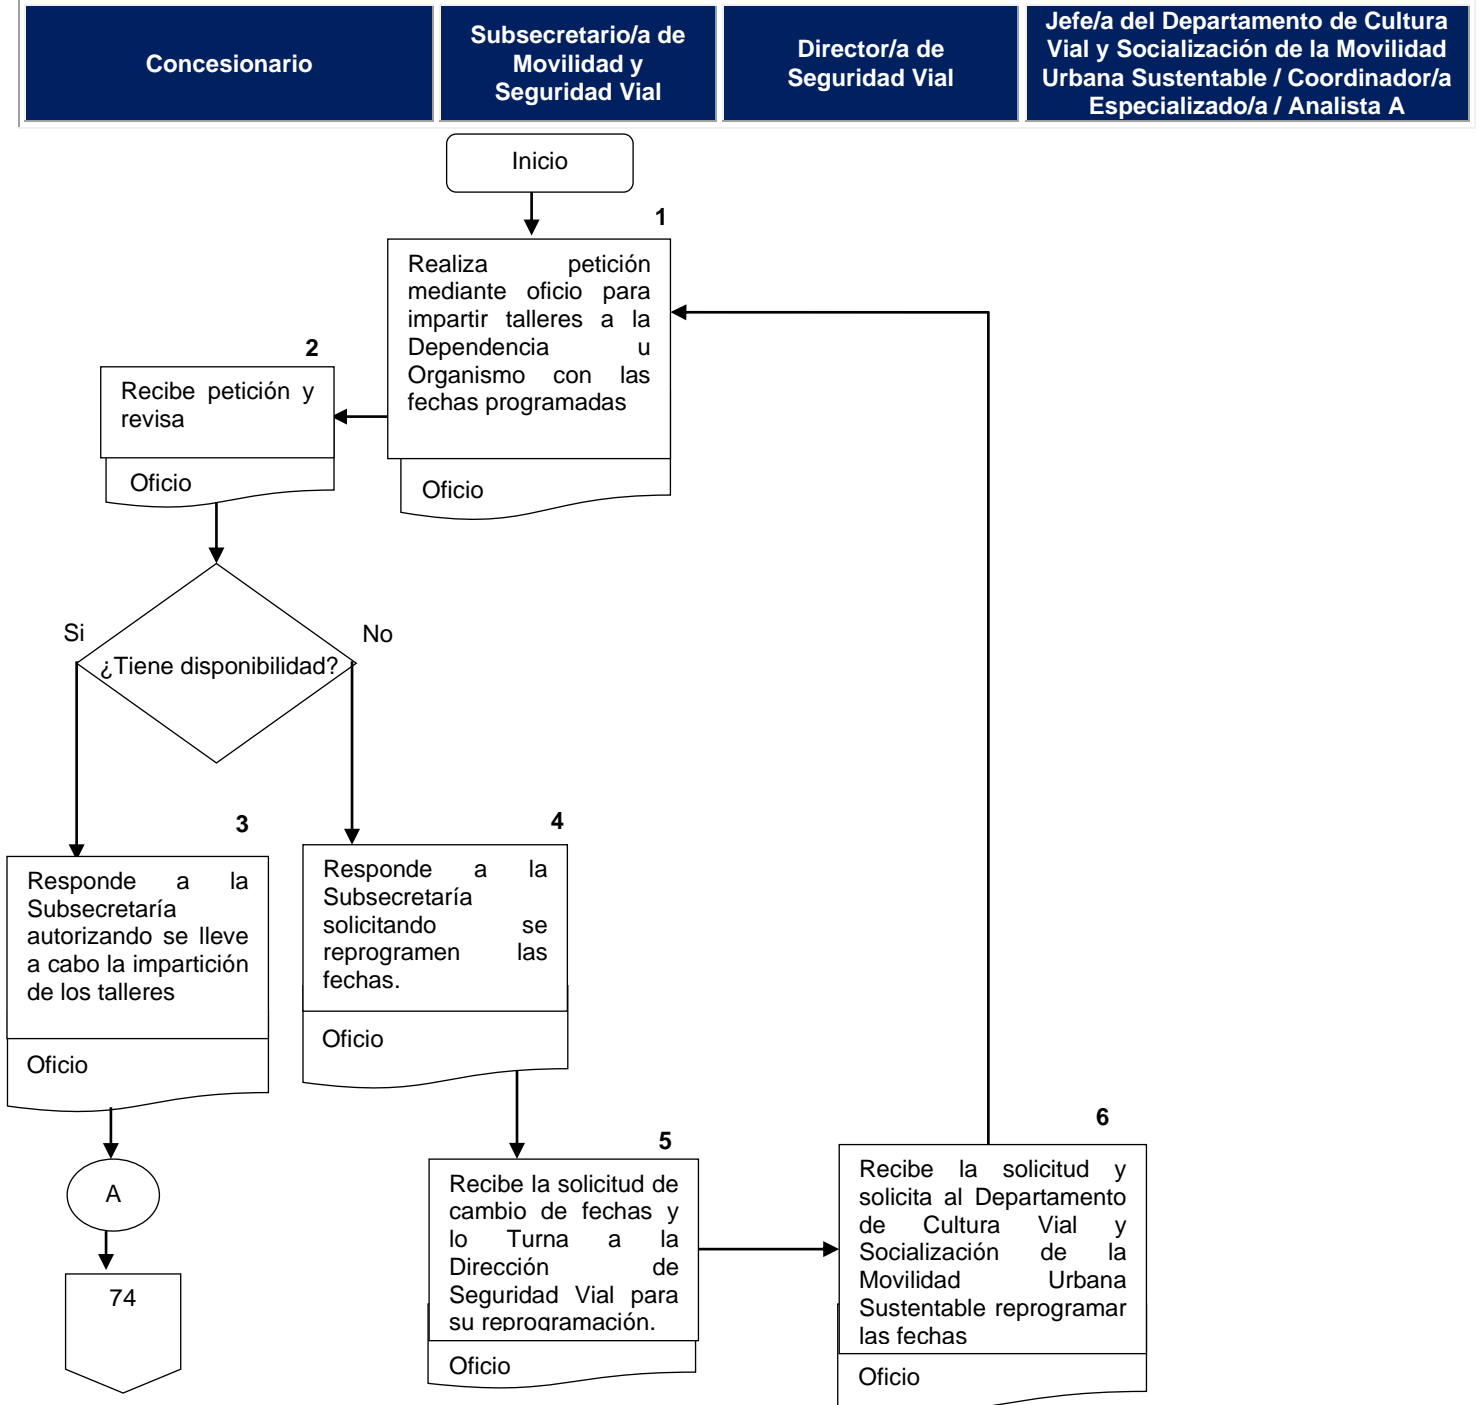 Concesionario
Subsecretario/a de
Movilidad y
Seguridad Vial
Director/a de
Seguridad Vial
Jefe/a del Departamento de Cultura
Vial y Socialización de la Movilidad
Urbana Sustentable / Coordinador/a
Especializado/a / Analista A
Inicio
1
Realiza petición
mediante oficio para
impartir talleres a la
Dependencia u
Organismo con las
fechas programadas
Oficio
2
Recibe petición y
revisa
Oficio
Si
No
¿Tiene disponibilidad?
3
Responde a la
Subsecretaría
autorizando se lleve
a cabo la impartición
de los talleres
Oficio
4
Responde a la
Subsecretaría
solicitando se
reprogramen las
fechas.
Oficio
A
74
5
Recibe la solicitud de
cambio de fechas y
lo Turna a la
Dirección de
Seguridad Vial para
su reprogramación.
Oficio
6
Recibe la solicitud y
solicita al Departamento
de Cultura Vial y
Socialización de la
Movilidad Urbana
Sustentable reprogramar
las fechas
Oficio